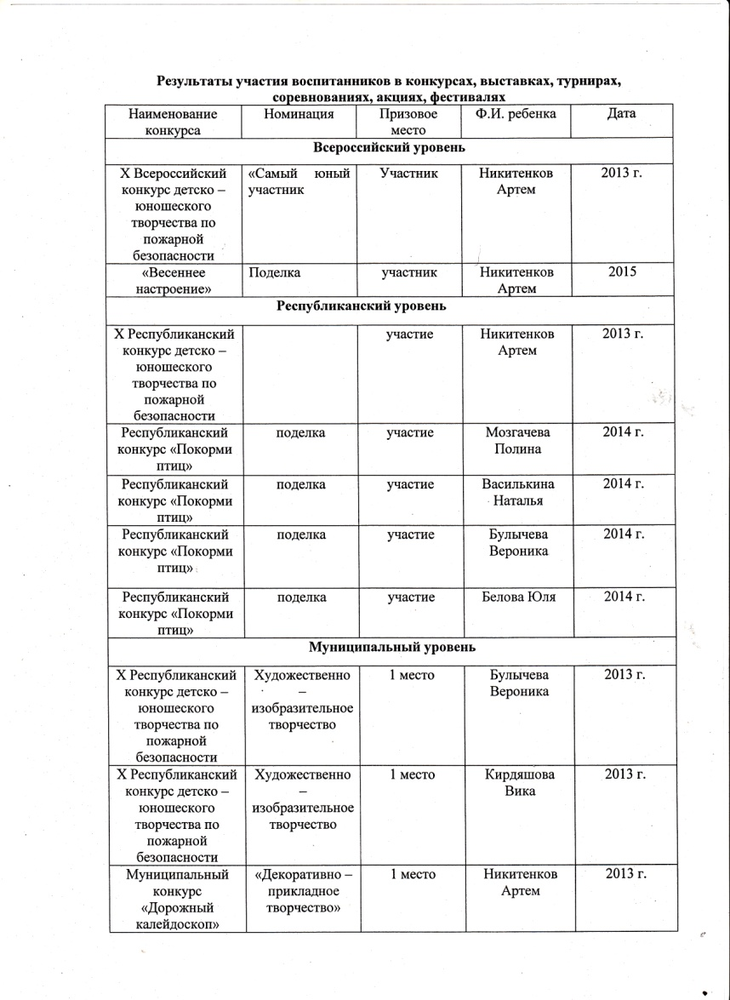 Результаты участия воспитанников в конкурсах, выставках, турнирах,
соревнованиях, акциях, фестивалях
Наименование конкурса | Номинация | Призовое место | Ф.И. ребенка | Дата
Всероссийский уровень
X Всероссийский конкурс детско – юношеского творчества по пожарной безопасности | «Самый юный участник | Участник | Никитенков Артем | 2013 г.
«Весеннее настроение» | Поделка | участник | Никитенков Артем | 2015
Республиканский уровень
X Республиканский конкурс детско – юношеского творчества по пожарной безопасности | | участие | Никитенков Артем | 2013 г.
Республиканский конкурс «Покорми птиц» | поделка | участие | Мозгачева Полина | 2014 г.
Республиканский конкурс «Покорми птиц» | поделка | участие | Василькина Наталья | 2014 г.
Республиканский конкурс «Покорми птиц» | поделка | участие | Булычева Вероника | 2014 г.
Республиканский конкурс «Покорми птиц» | поделка | участие | Белова Юля | 2014 г.
Муниципальный уровень
X Республиканский конкурс детско – юношеского творчества по пожарной безопасности | Художественно – изобразительное творчество | 1 место | Булычева Вероника | 2013 г.
X Республиканский конкурс детско – юношеского творчества по пожарной безопасности | Художественно – изобразительное творчество | 1 место | Кирдяшова Вика | 2013 г.
Муниципальный конкурс «Дорожный калейдоскоп» | «Декоративно – прикладное творчество» | 1 место | Никитенков Артем | 2013 г.